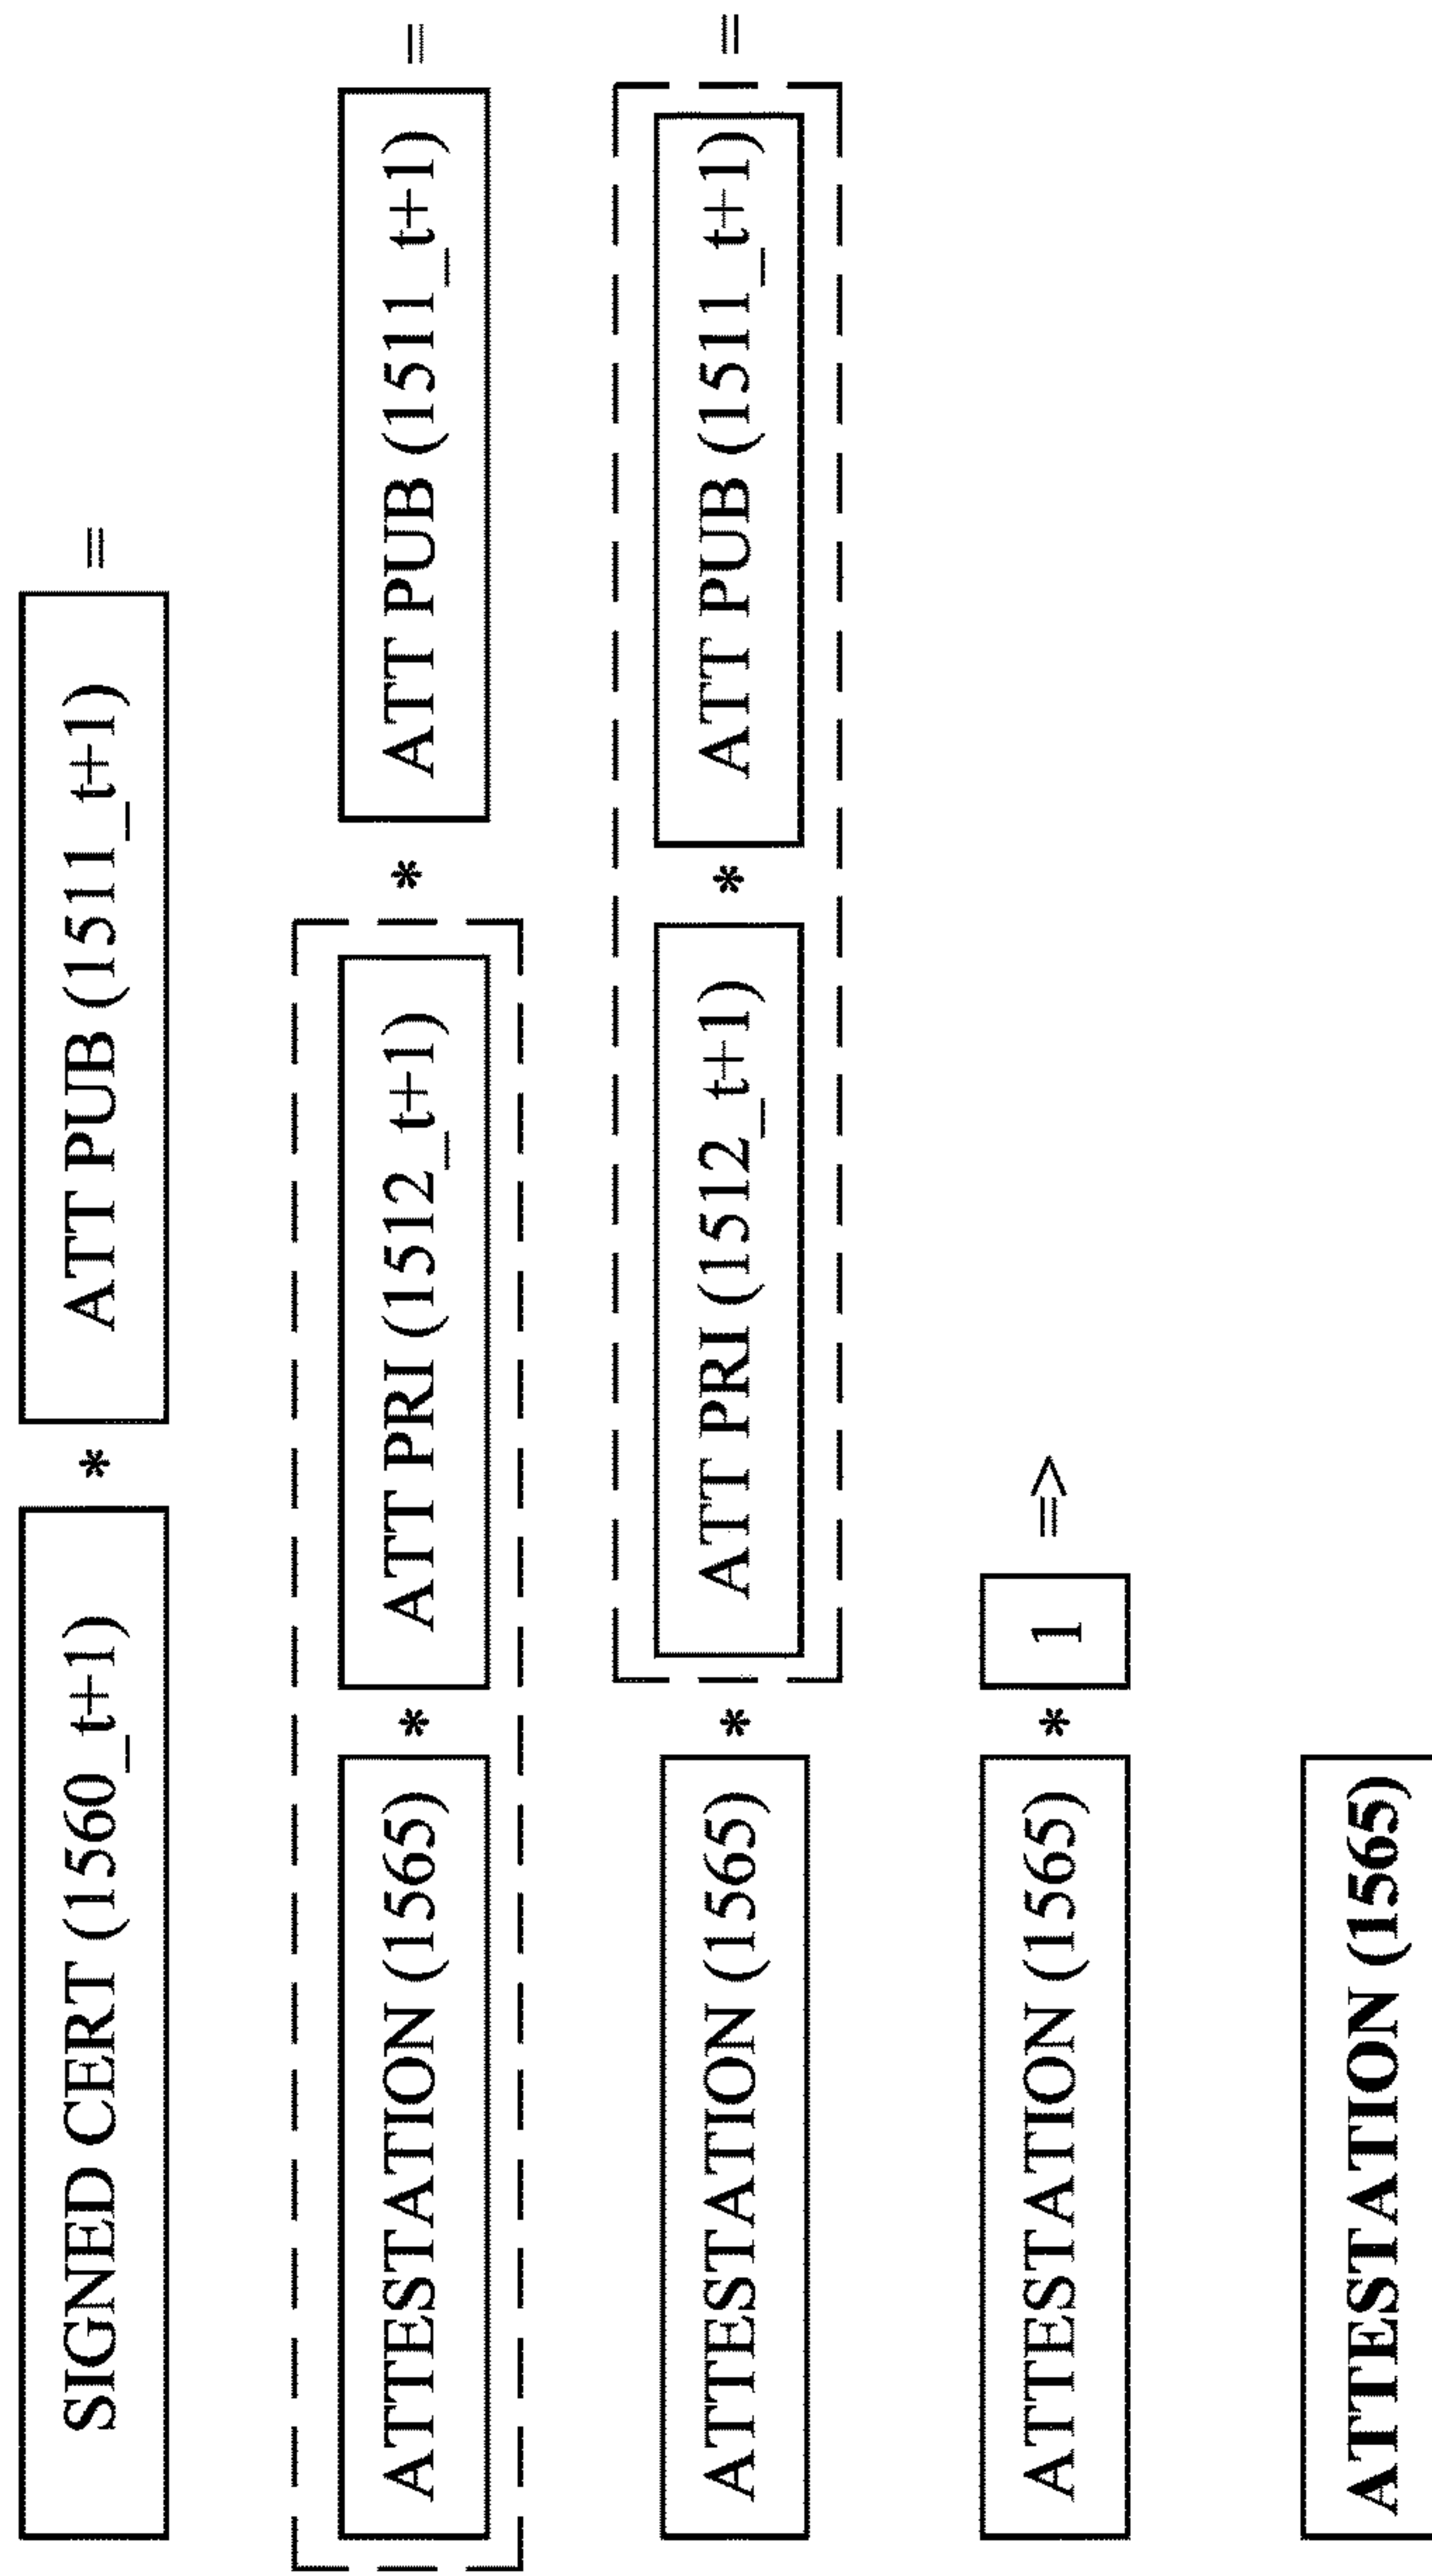 SIGNED CERT (1560_t+1) * ATT PUB (1511_t+1) =
ATTESTATION (1565) * ATT PRI (1512_t+1) * ATT PUB (1511_t+1) =
ATTESTATION (1565) * ATT PRI (1512_t+1) * ATT PUB (1511_t+1) =
ATTESTATION (1565) * 1 =>
ATTESTATION (1565)